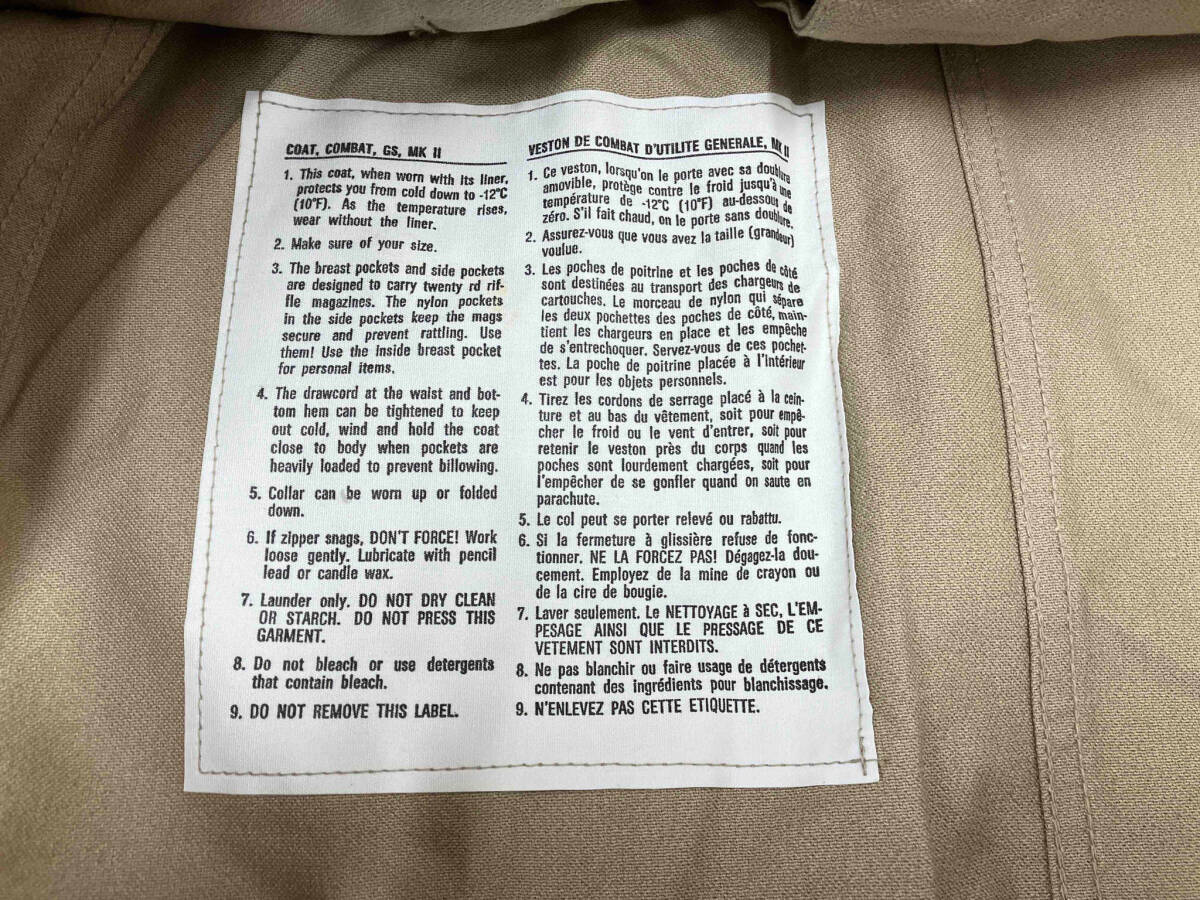 COAT, COMBAT, GS, MK II
1. This coat, when worn with its liner,
protects you from cold down to -12°C
(10°F). As the temperature rises,
wear without the liner.
2. Make sure of your size.
3. The breast pockets and side pockets
are designed to carry twenty rd rif-
fle magazines. The nylon pockets
in the side pockets keep the mags
secure and prevent rattling. Use
them! Use the inside breast pocket
for personal items.
4. The drawcord at the waist and bot-
tom hem can be tightened to keep
out cold, wind and hold the coat
close to body when pockets are
heavily loaded to prevent billowing.
5. Collar can be worn up or folded
down.
6. If zipper snags, DON'T FORCE! Work
loose gently. Lubricate with pencil
lead or candle wax.
7. Launder only. DO NOT DRY CLEAN
OR STARCH. DO NOT PRESS THIS
GARMENT.
8. Do not bleach or use detergents
that contain bleach.
9. DO NOT REMOVE THIS LABEL.
VESTON DE COMBAT D'UTILITE GENERALE, MK II
1. Ce veston, lorsqu'on le porte avec sa doublure
amovible, protège contre le froid jusqu'à une
température de -12°C (10°F) au-dessout de
zéro. S'il fait chaud, on le porte sans doublure.
2. Assurez-vous que vous avez la taille (grandeur)
voulue.
3. Les poches de poitrine et les poches de côté
sont destinées au transport des chargeurs de
cartouches. Le morceau de nylon qui sépare
les deux pochettes des poches de côté, main-
tient les chargeurs en place et les empêche
de s'entrechoquer. Servez-vous de ces pochet-
tes. La poche de poitrine placée à l'intérieur
est pour les objets personnels.
4. Tirez les cordons de serrage placé à la cein-
ture et au bas du vêtement, soit pour empê-
cher le froid ou le vent d'entrer, soit pour
retenir le veston près du corps quand les
poches sont lourdement chargées, soit pour
l'empêcher de se gonfler quand on saute en
parachute.
5. Le col peut se porter relevé ou rabattu.
6. Si la fermeture à glissière refuse de fonc-
tionner. NE LA FORCEZ PAS! Dégagez-la dou-
cement. Employez de la mine de crayon ou
de la cire de bougie.
7. Laver seulement. Le NETTOYAGE à SEC, L'EM-
PESAGE AINSI QUE LE PRESSAGE DE CE
VETEMENT SONT INTERDITS.
8. Ne pas blanchir ou faire usage de détergents
contenant des ingrédients pour blanchissage.
9. N'ENLEVEZ PAS CETTE ETIQUETTE.